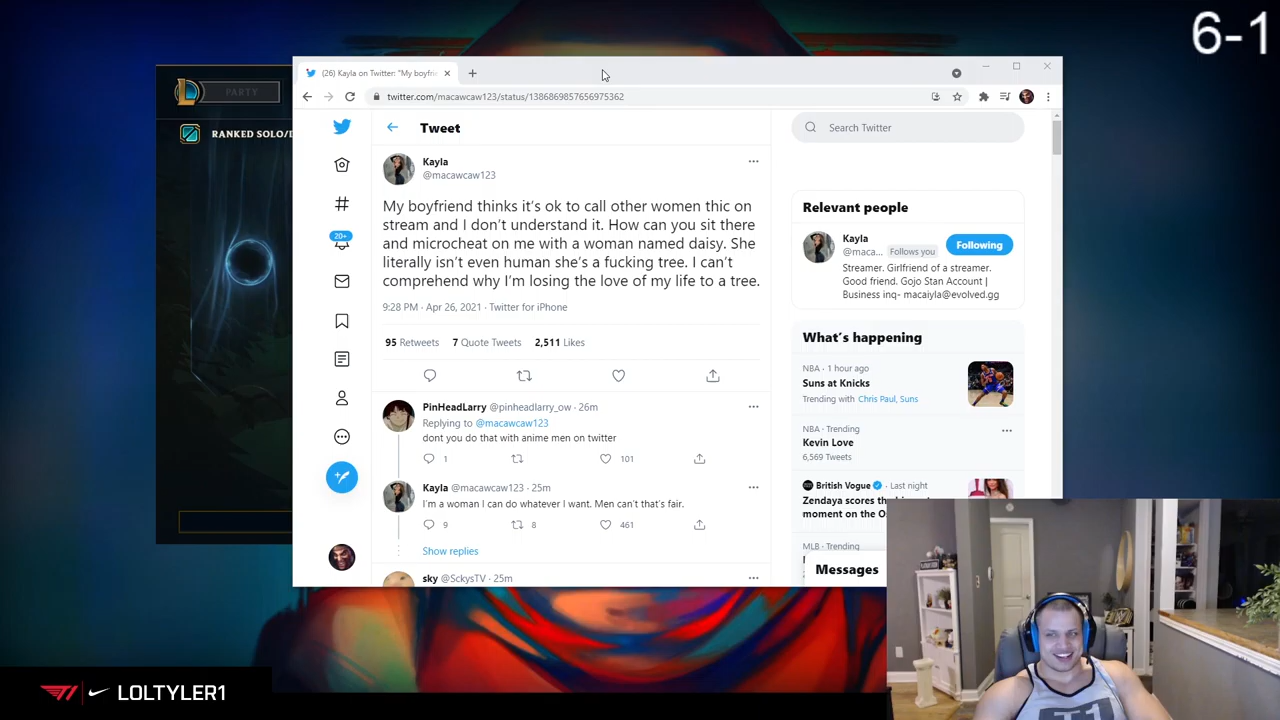 6-1
(26) Kayla on Twitter: "My boyfri
twitter.com/macawcaw123/status/1386869857656975362
PARTY
RANKED SOLO/D
Tweet
Search Twitter
Kayla
@macawcaw123
My boyfriend thinks it's ok to call other women thic on
stream and I don't understand it. How can you sit there
and microcheat on me with a woman named daisy. She
literally isn't even human she's a fucking tree. I can't
comprehend why I'm losing the love of my life to a tree.
9:28 PM · Apr 26, 2021 · Twitter for iPhone
95 Retweets 7 Quote Tweets 2,511 Likes
20+
PinHeadLarry @pinheadlarry_ow · 26m
Replying to @macawcaw123
dont you do that with anime men on twitter
1 101
Kayla @macawcaw123 · 25m
I'm a woman I can do whatever I want. Men can't that's fair.
9 8 461
Show replies
sky @SckysTV · 25m
Relevant people
Kayla
@maca... Follows you
Following
Streamer. Girlfriend of a streamer.
Good friend. Gojo Stan Account |
Business inq- macaiyla@evolved.gg
What's happening
NBA · 1 hour ago
Suns at Knicks
Trending with Chris Paul, Suns
NBA · Trending
Kevin Love
6,569 Tweets
British Vogue · Last night
Zendaya scores th
moment on the O
MLB · Trending
Messages
T1
LOLTYLER1